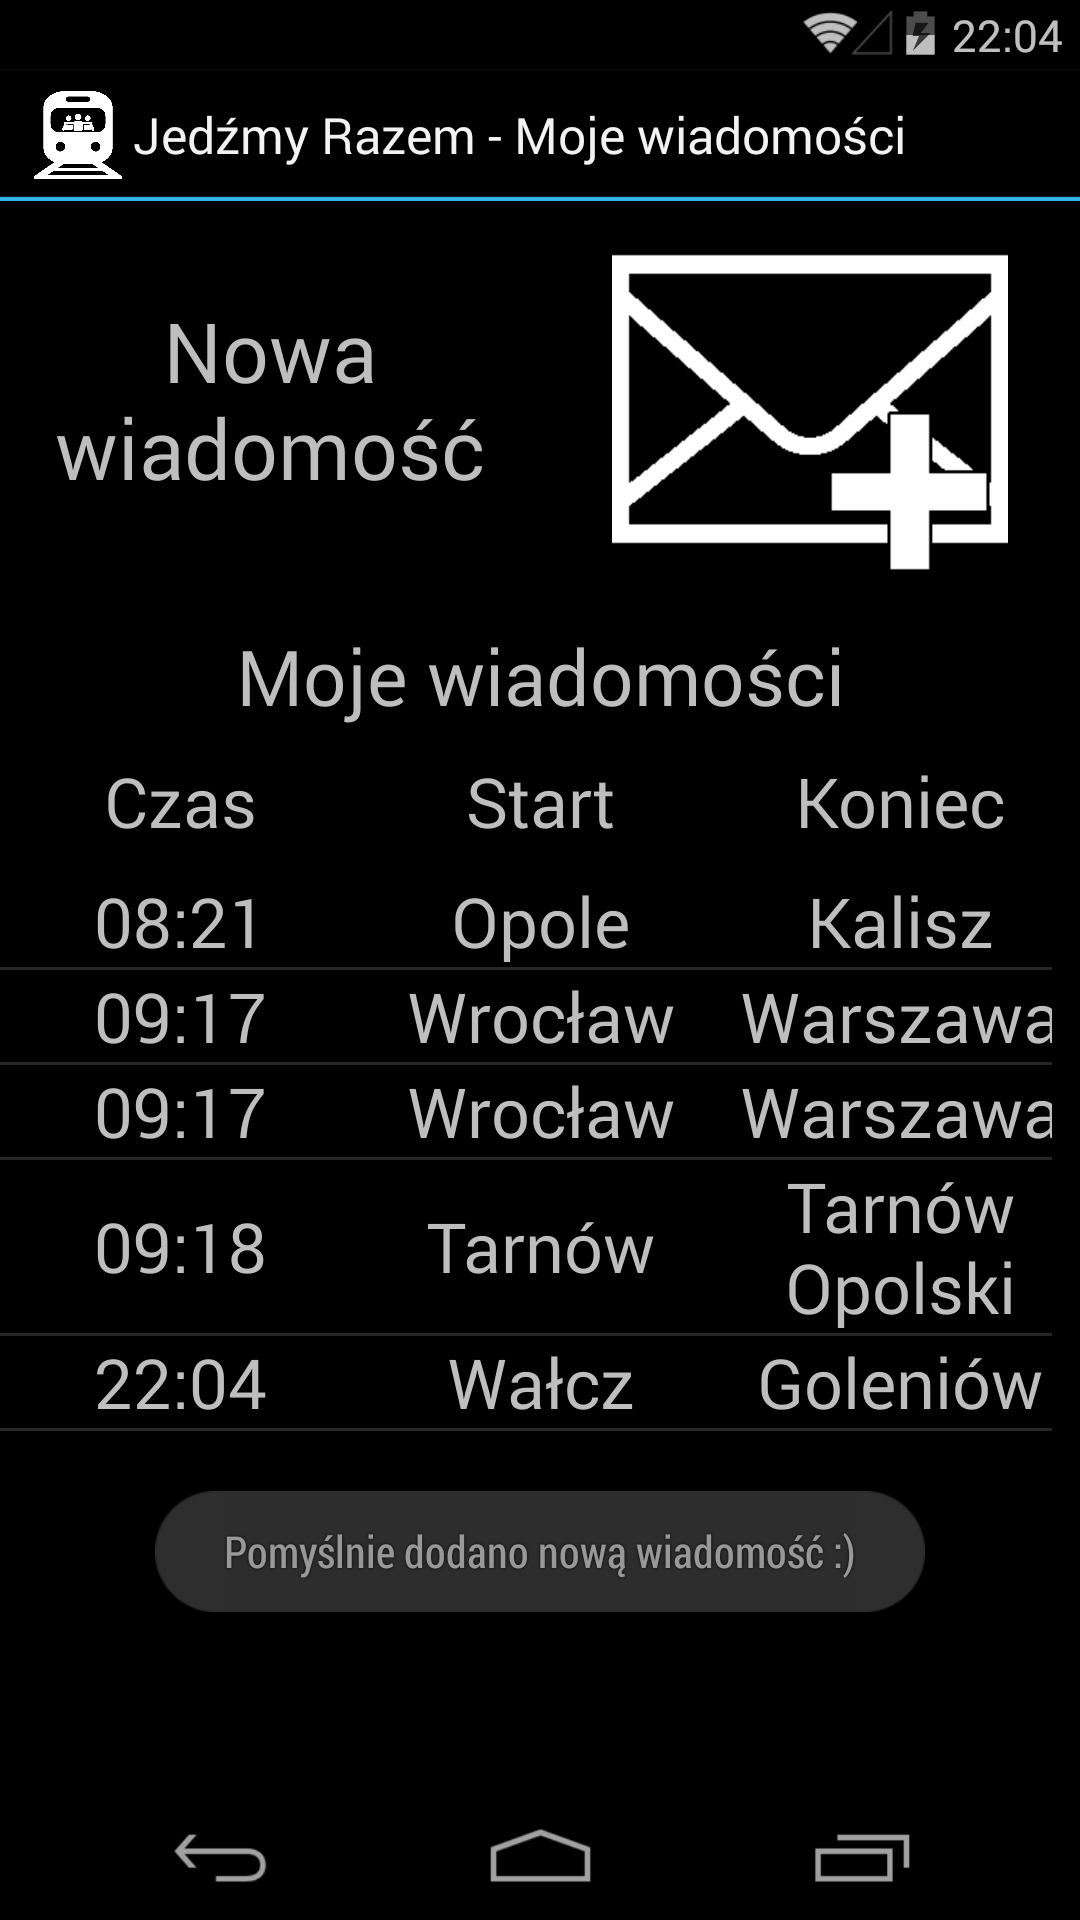 22:04
Jedźmy Razem - Moje wiadomości
Nowa
wiadomość
Moje wiadomości
Czas Start Koniec
08:21 Opole Kalisz
09:17 Wrocław Warszawa
09:17 Wrocław Warszawa
09:18 Tarnów Tarnów
Opolski
22:04 Wałcz Goleniów
Pomyślnie dodano nową wiadomość :)